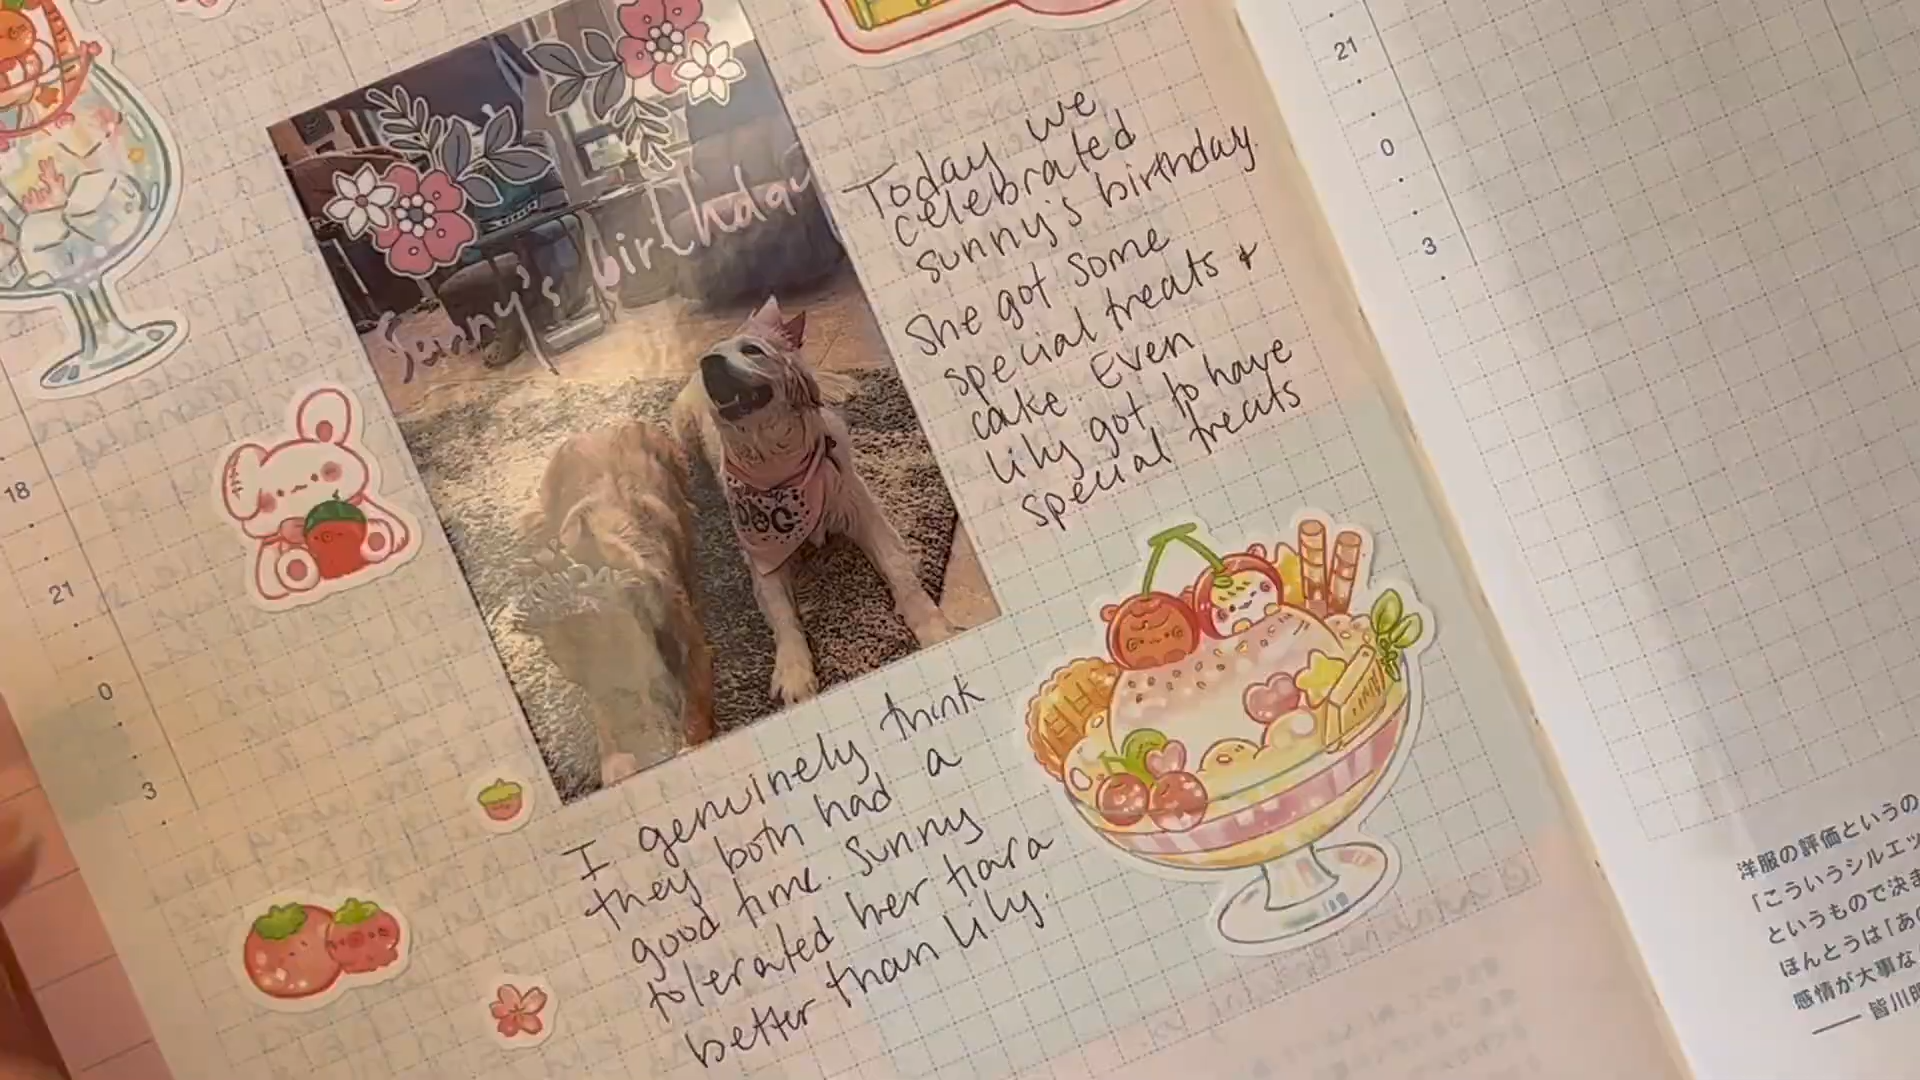 Sunny's birthday
DOG
Today we
celebrated
sunny's birthday.
She got some
special treats &
cake. Even
Lily got to have
special treats
I genuinely think
they both had a
good time. Sunny
tolerated her tiara
better than Lily.
18
21
0
3
21
0
3
洋服の評価というの
「こういうシルエッ
というもので決ま
ほんとうは「あの
感情が大事な
—— 皆川明